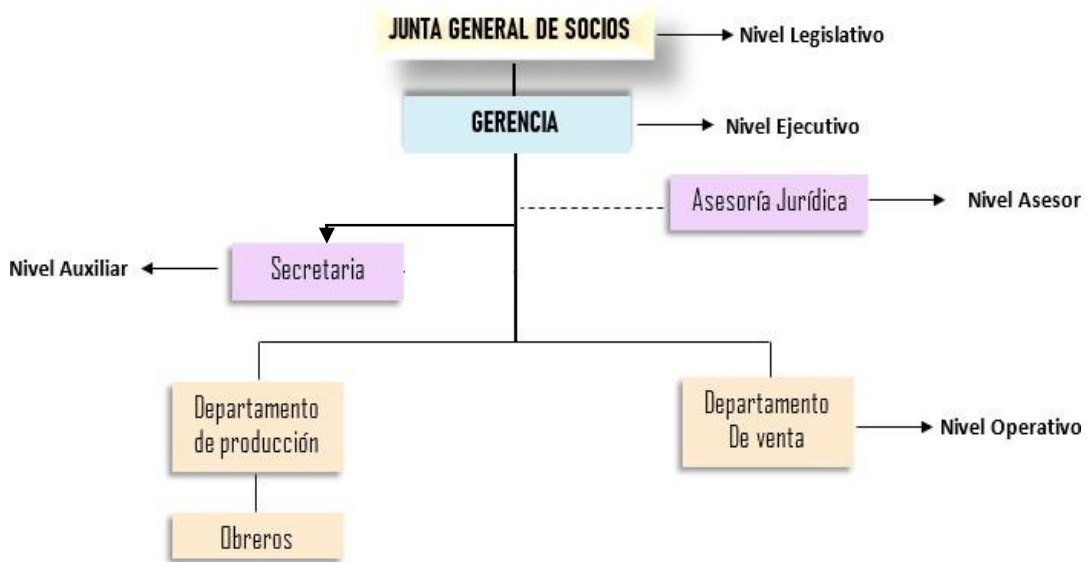 JUNTA GENERAL DE SOCIOS
Nivel Legislativo
GERENCIA
Nivel Ejecutivo
Asesoría Jurídica
Nivel Asesor
Nivel Auxiliar
Secretaria
Departamento
de producción
Departamento
De venta
Nivel Operativo
Obreros